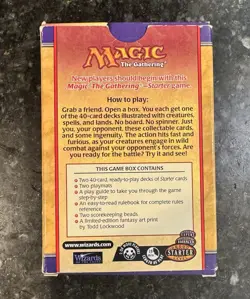 MAGIC
The Gathering
New players should begin with this
Magic: The Gathering®–Starter game.
How to play:
Grab a friend. Open a box. You each get one
of the 40-card decks illustrated with creatures,
spells, and lands. No board. No spinner. Just
you, your opponent, these collectable cards,
and some ingenuity. The action hits fast and
furious, as your creatures engage in wild
combat against your opponent's forces. Are
you ready for the battle? Try it and see!
THIS GAME BOX CONTAINS
• Two 40-card, ready-to-play decks of Starter cards
• Two playmats
• A play guide to take you through the game
step-by-step
• An easy-to-read rulebook for complete rules
reference
• Two scorekeeping beads
• A limited-edition fantasy art print
by Todd Lockwood
www.wizards.com
Wizards
STARTER